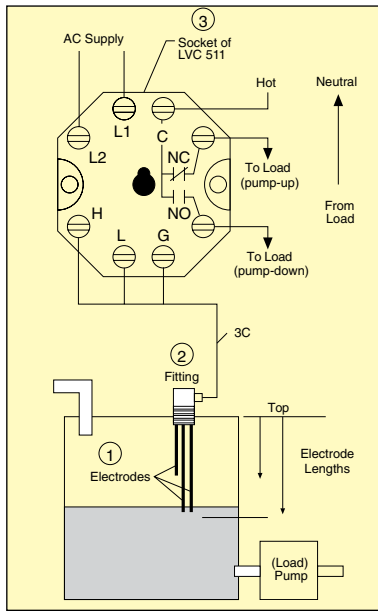 3
AC Supply
Socket of
LVC 511
Hot
Neutral
L1
C
L2
NC
To Load
(pump-up)
From
Load
H
NO
L
G
To Load
(pump-down)
3C
2
Fitting
Top
1
Electrodes
Electrode
Lengths
(Load)
Pump